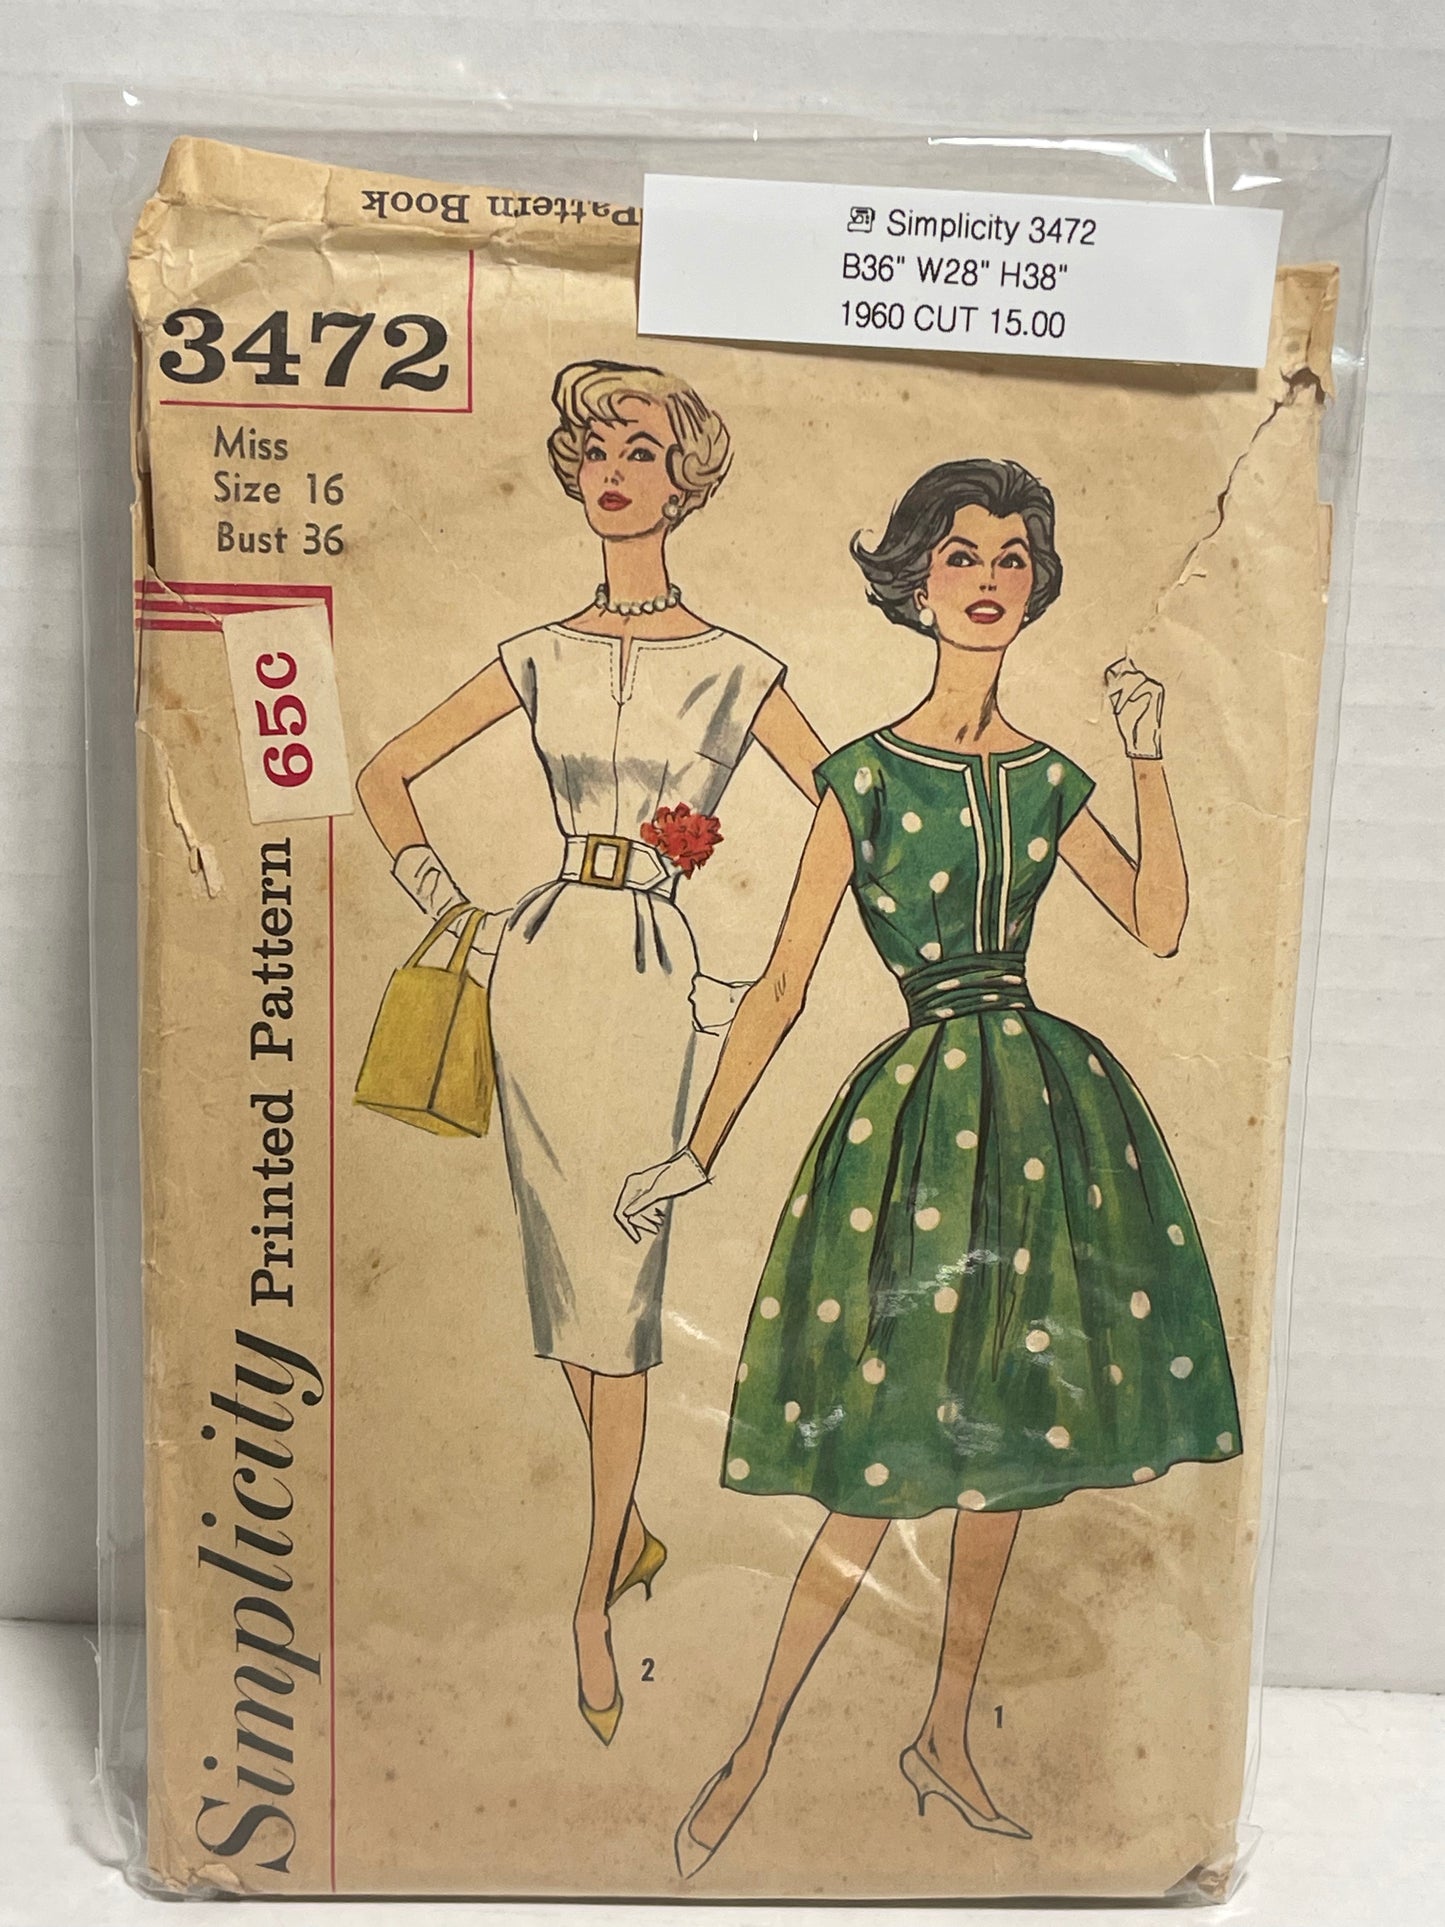 Pattern Book
Simplicity 3472
B36" W28" H38"
1960 CUT 15.00
3472
Miss
Size 16
Bust 36
65c
Simplicity Printed Pattern
2
1